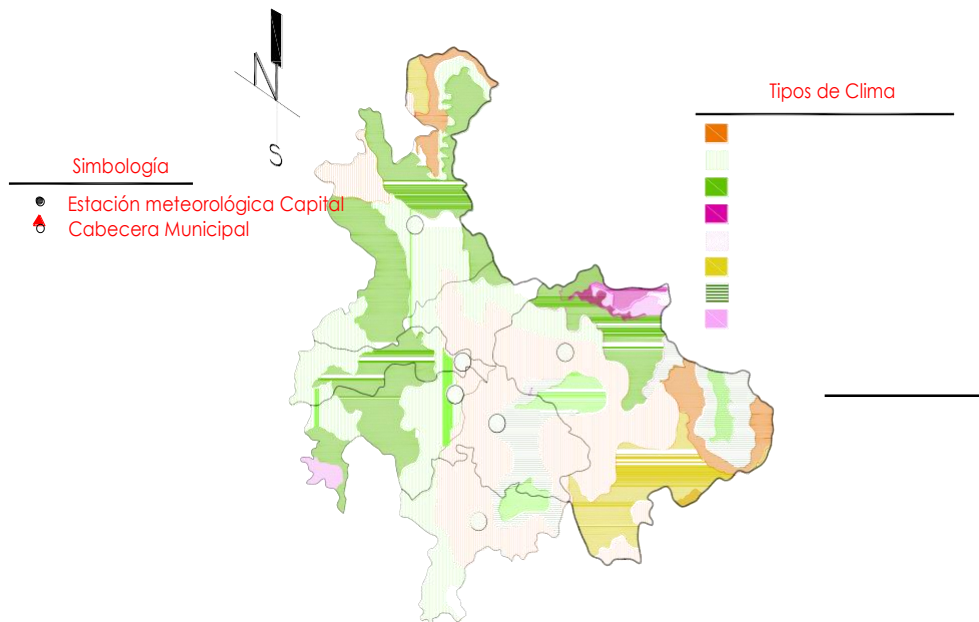 N
S
Tipos de Clima
Simbología
Estación meteorológica Capital
Cabecera Municipal